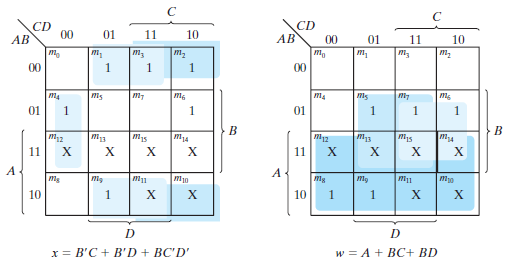 C
CD
AB 00 01 11 10
m0 m1 m3 m2
00 1 1 1
m4 m5 m7 m6
01 1 1
B
m12 m13 m15 m14
11 X X X X
A
m8 m9 m11 m10
10 1 X X
D
x = B'C + B'D + BC'D'
C
CD
AB 00 01 11 10
m0 m1 m3 m2
00
m4 m5 m7 m6
01 1 1 1
B
m12 m13 m15 m14
11 X X X X
A
m8 m9 m11 m10
10 1 1 X X
D
w = A + BC+ BD